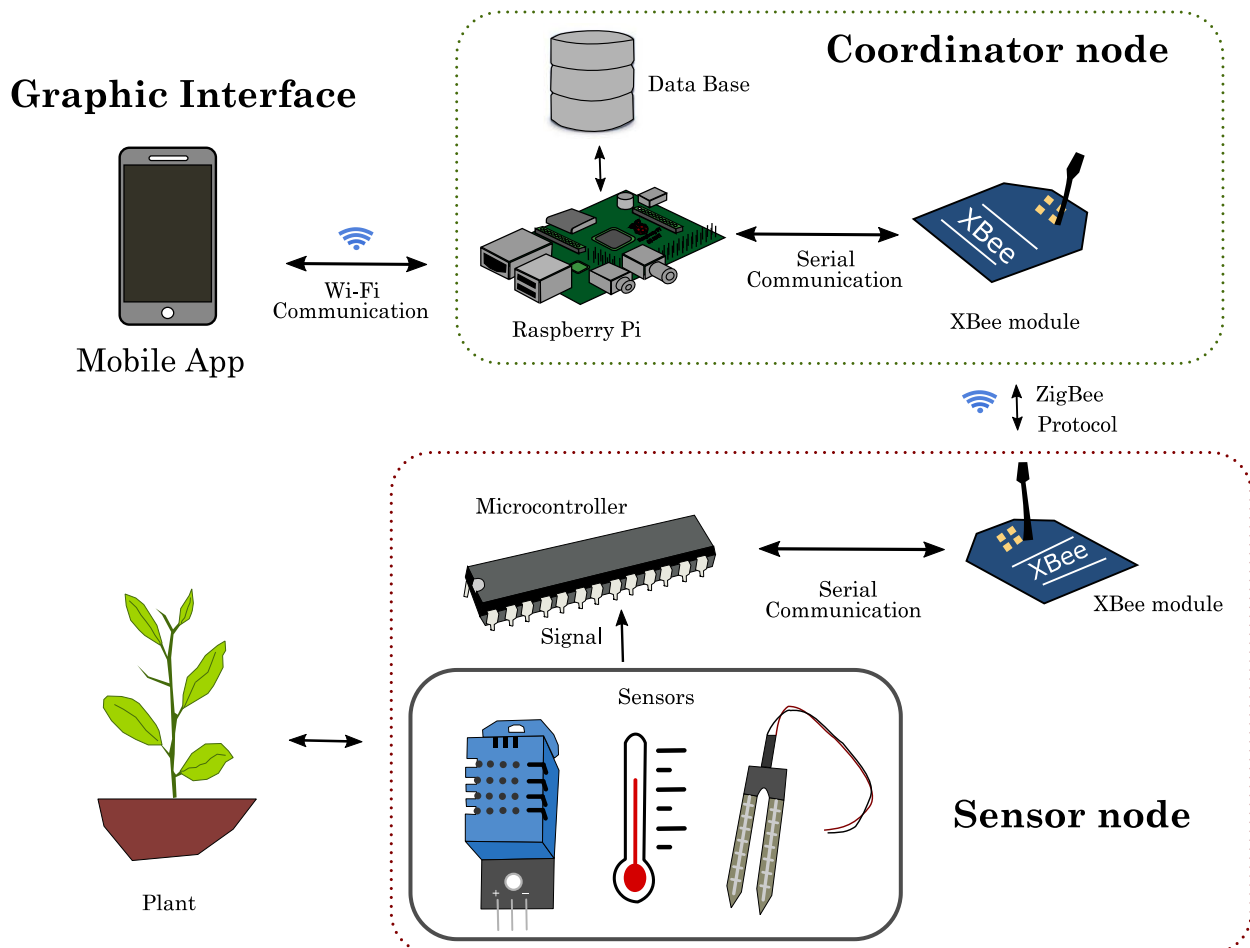 Coordinator node
Data Base
Graphic Interface
XBee
Serial
Communication
Wi-Fi
Communication
Raspberry Pi
XBee module
Mobile App
ZigBee
Protocol
Microcontroller
XBee
Serial
Communication
XBee module
Signal
Sensors
Sensor node
+ −
Plant